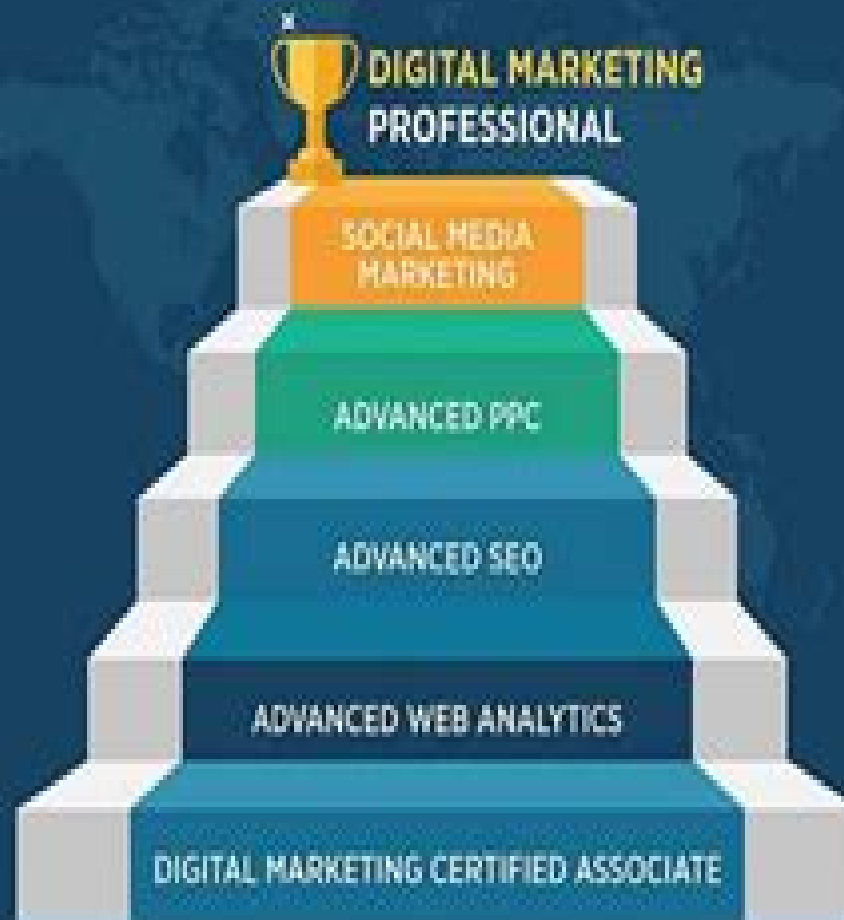 DIGITAL MARKETING
PROFESSIONAL
SOCIAL MEDIA
MARKETING
ADVANCED PPC
ADVANCED SEO
ADVANCED WEB ANALYTICS
DIGITAL MARKETING CERTIFIED ASSOCIATE